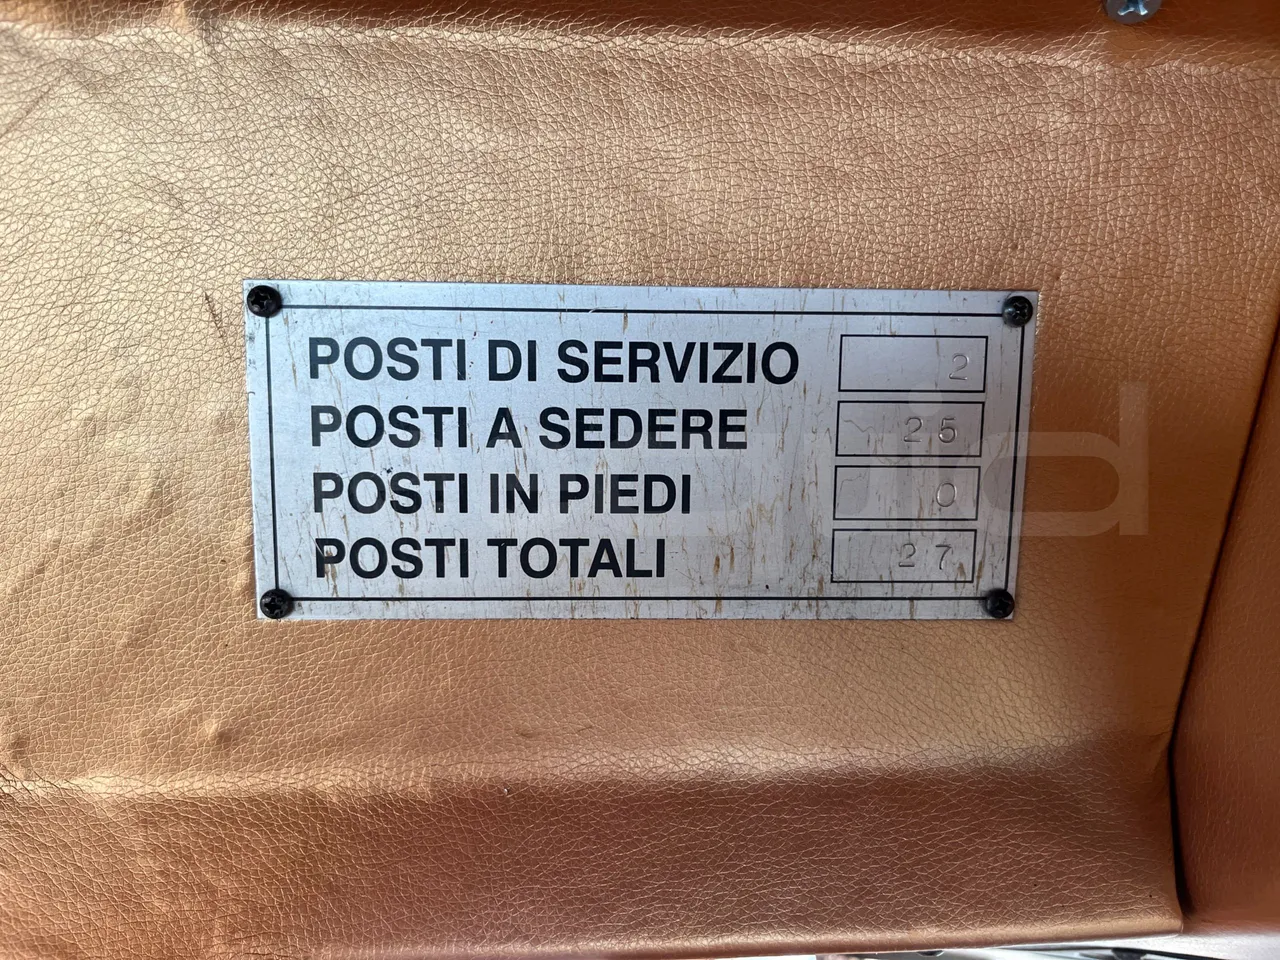 POSTI DI SERVIZIO 2
POSTI A SEDERE 25
POSTI IN PIEDI 0
POSTI TOTALI 27